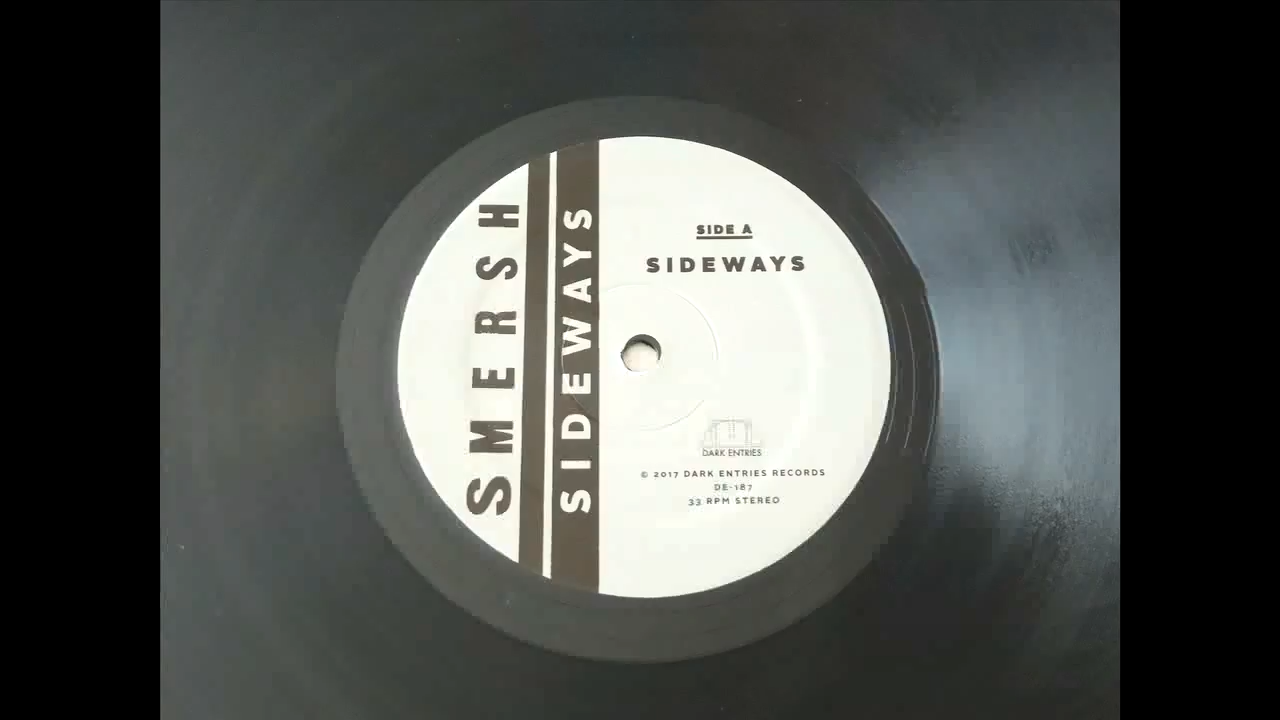 SMERSH
SIDEWAYS
SIDE A
SIDEWAYS
DARK ENTRIES
© 2017 DARK ENTRIES RECORDS
DE-187
33 RPM STEREO